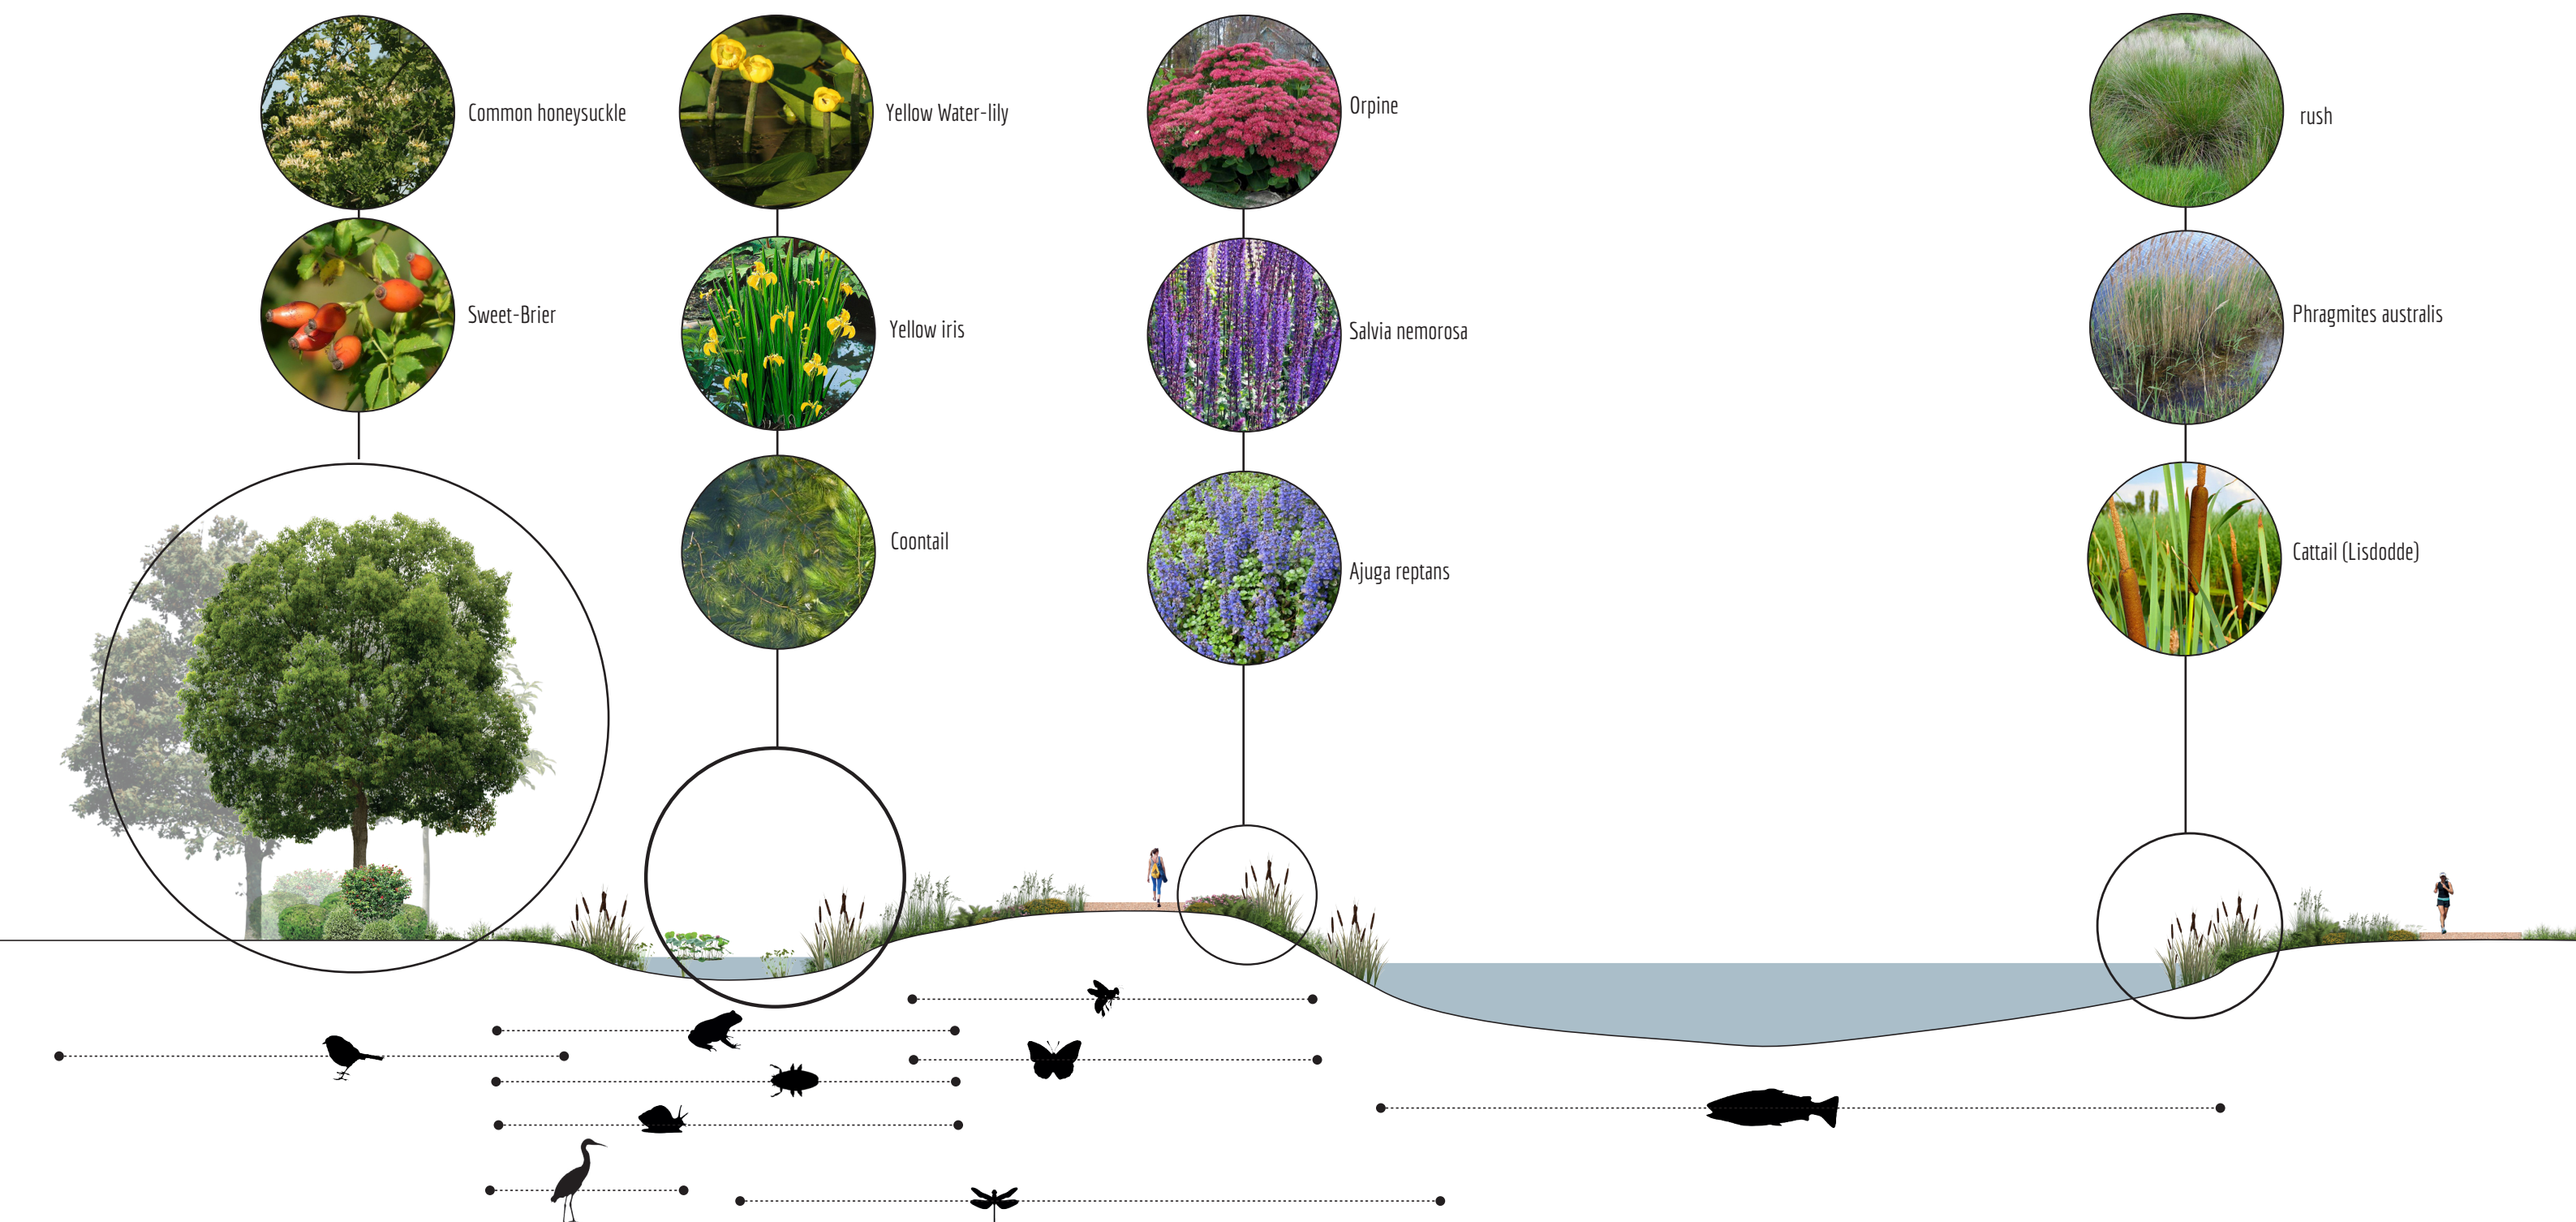 Common honeysuckle
Sweet-Brier
Yellow Water-lily
Yellow iris
Coontail
Orpine
Salvia nemorosa
Ajuga reptans
rush
Phragmites australis
Cattail (Lisdodde)